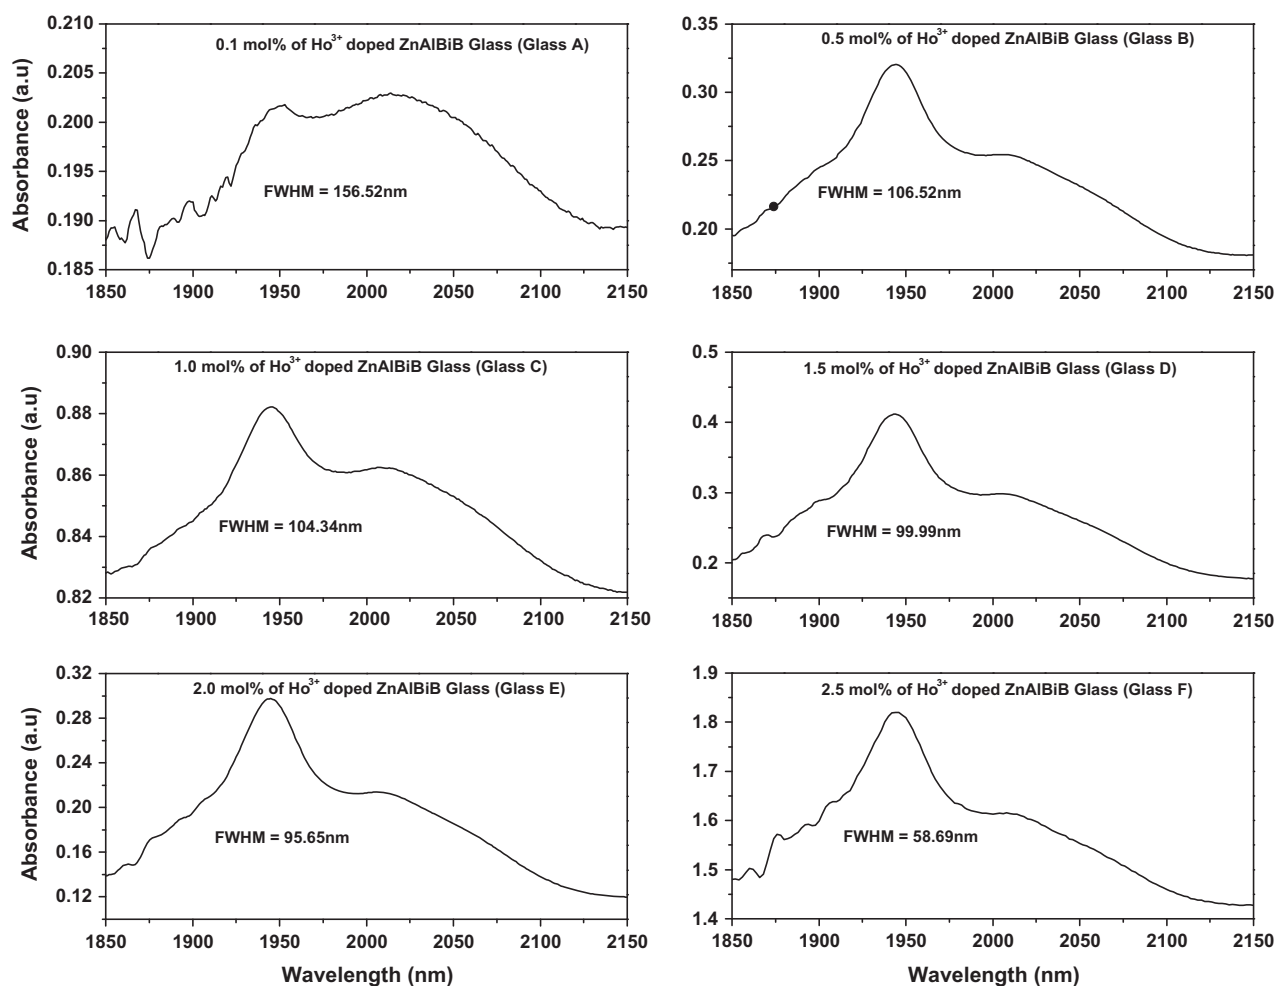 0.1 mol% of Ho3+ doped ZnAlBiB Glass (Glass A)
Absorbance (a.u)
0.210
0.205
0.200
0.195
0.190
0.185
FWHM = 156.52nm
1850 1900 1950 2000 2050 2100 2150
0.5 mol% of Ho3+ doped ZnAlBiB Glass (Glass B)
0.35
0.30
0.25
0.20
FWHM = 106.52nm
1850 1900 1950 2000 2050 2100 2150
1.0 mol% of Ho3+ doped ZnAlBiB Glass (Glass C)
Absorbance (a.u)
0.90
0.88
0.86
0.84
0.82
FWHM = 104.34nm
1850 1900 1950 2000 2050 2100 2150
1.5 mol% of Ho3+ doped ZnAlBiB Glass (Glass D)
0.5
0.4
0.3
0.2
FWHM = 99.99nm
1850 1900 1950 2000 2050 2100 2150
2.0 mol% of Ho3+ doped ZnAlBiB Glass (Glass E)
Absorbance (a.u)
0.32
0.28
0.24
0.20
0.16
0.12
FWHM = 95.65nm
1850 1900 1950 2000 2050 2100 2150
Wavelength (nm)
2.5 mol% of Ho3+ doped ZnAlBiB Glass (Glass F)
1.9
1.8
1.7
1.6
1.5
1.4
FWHM = 58.69nm
1850 1900 1950 2000 2050 2100 2150
Wavelength (nm)